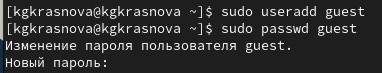 [kgkrasnova@kgkrasnova ~]$ sudo useradd guest
[kgkrasnova@kgkrasnova ~]$ sudo passwd guest
Изменение пароля пользователя guest.
Новый пароль: